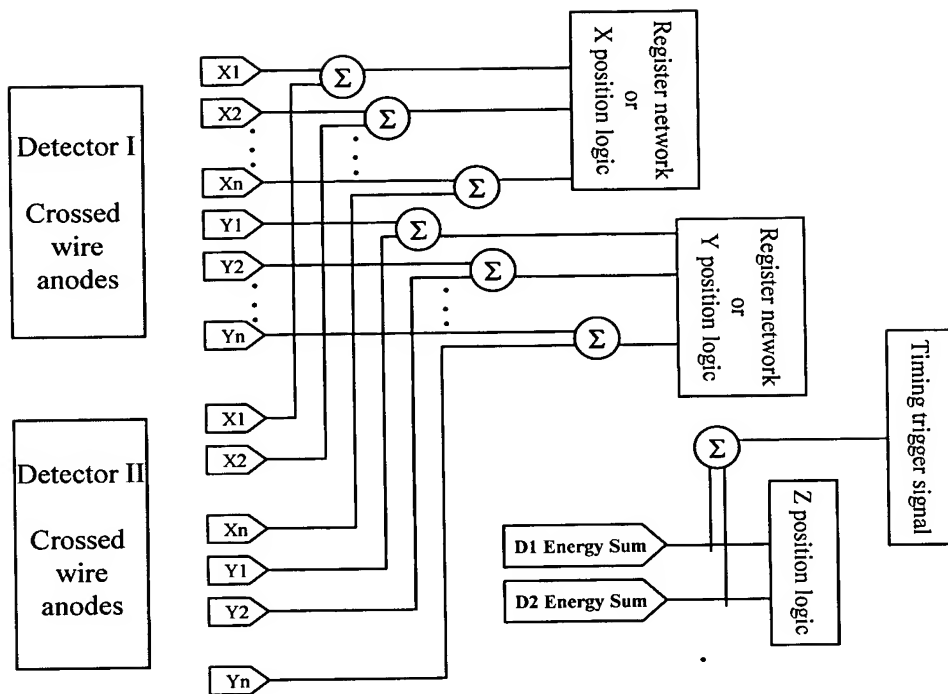 Detector I
Crossed
wire
anodes
X1
X2
Xn
Y1
Y2
Yn
Σ
Σ
Σ
Σ
Σ
Σ
Register network
or
X position logic
Register network
or
Y position logic
Detector II
Crossed
wire
anodes
X1
X2
Xn
Y1
Y2
Yn
D1 Energy Sum
D2 Energy Sum
Σ
Z position logic
Timing trigger signal